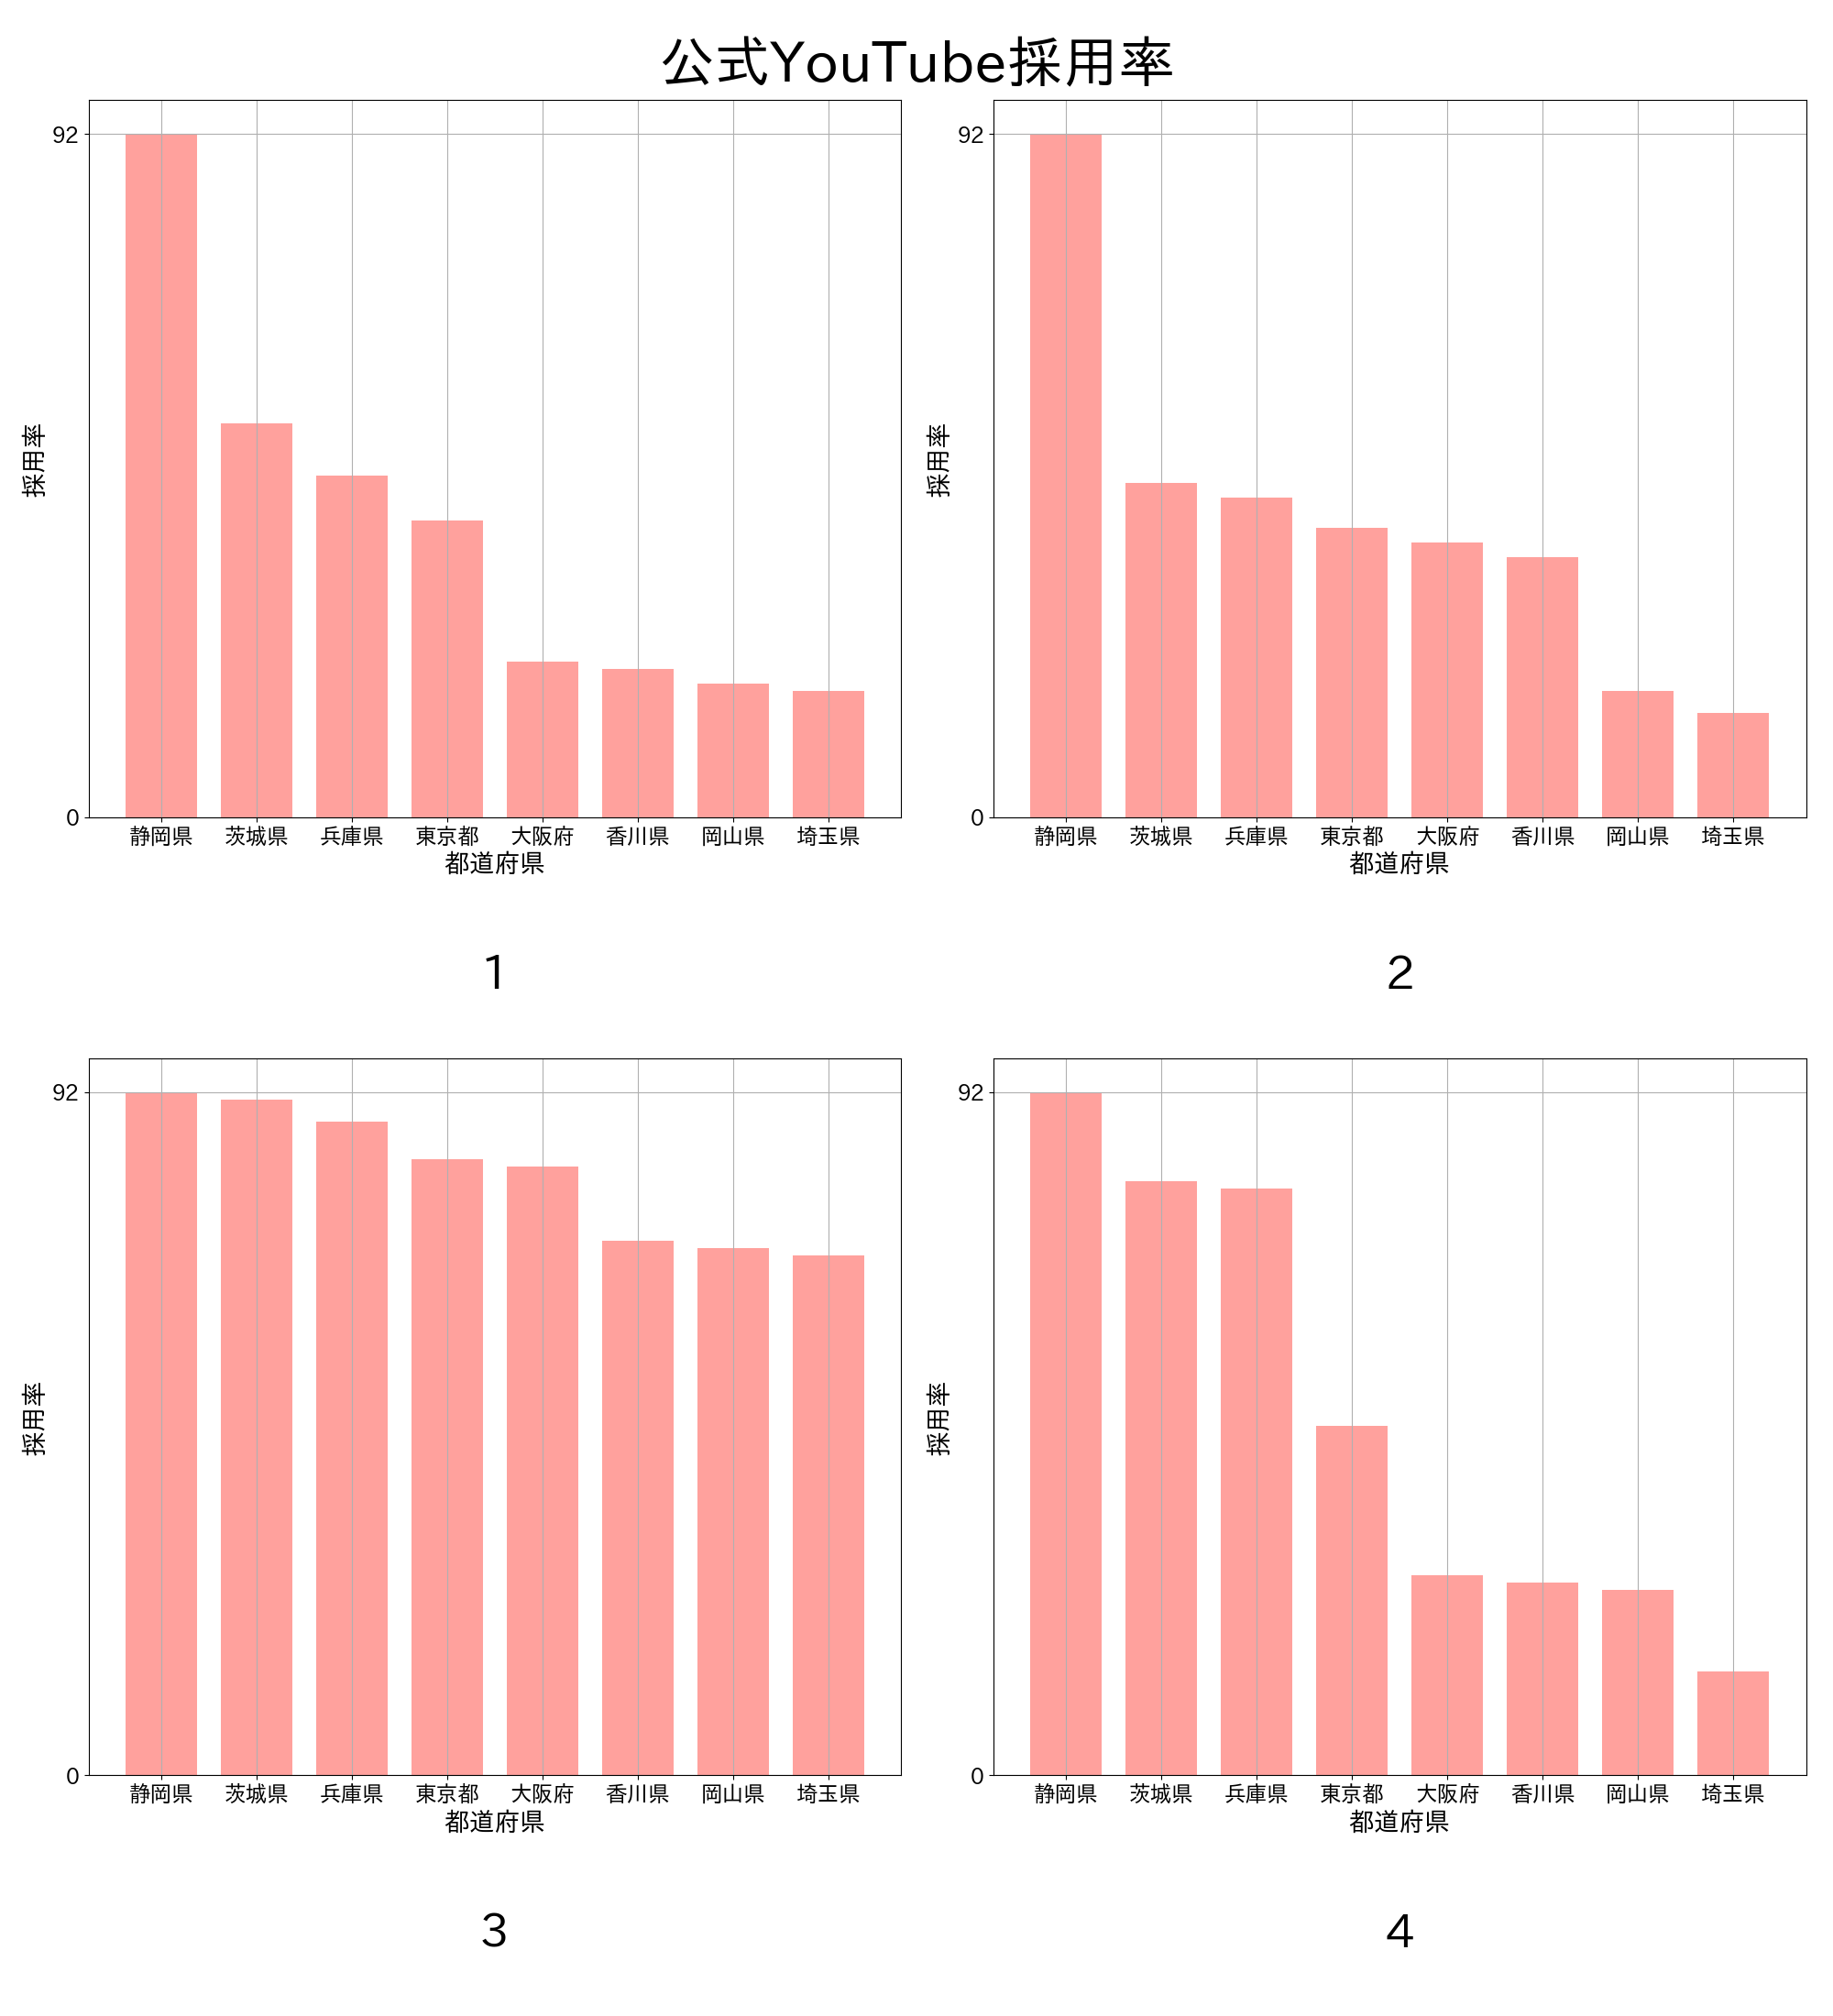 公式YouTube採用率
92
0
採用率
静岡県 茨城県 兵庫県 東京都 大阪府 香川県 岡山県 埼玉県
都道府県
1
92
0
採用率
静岡県 茨城県 兵庫県 東京都 大阪府 香川県 岡山県 埼玉県
都道府県
2
92
0
採用率
静岡県 茨城県 兵庫県 東京都 大阪府 香川県 岡山県 埼玉県
都道府県
3
92
0
採用率
静岡県 茨城県 兵庫県 東京都 大阪府 香川県 岡山県 埼玉県
都道府県
4